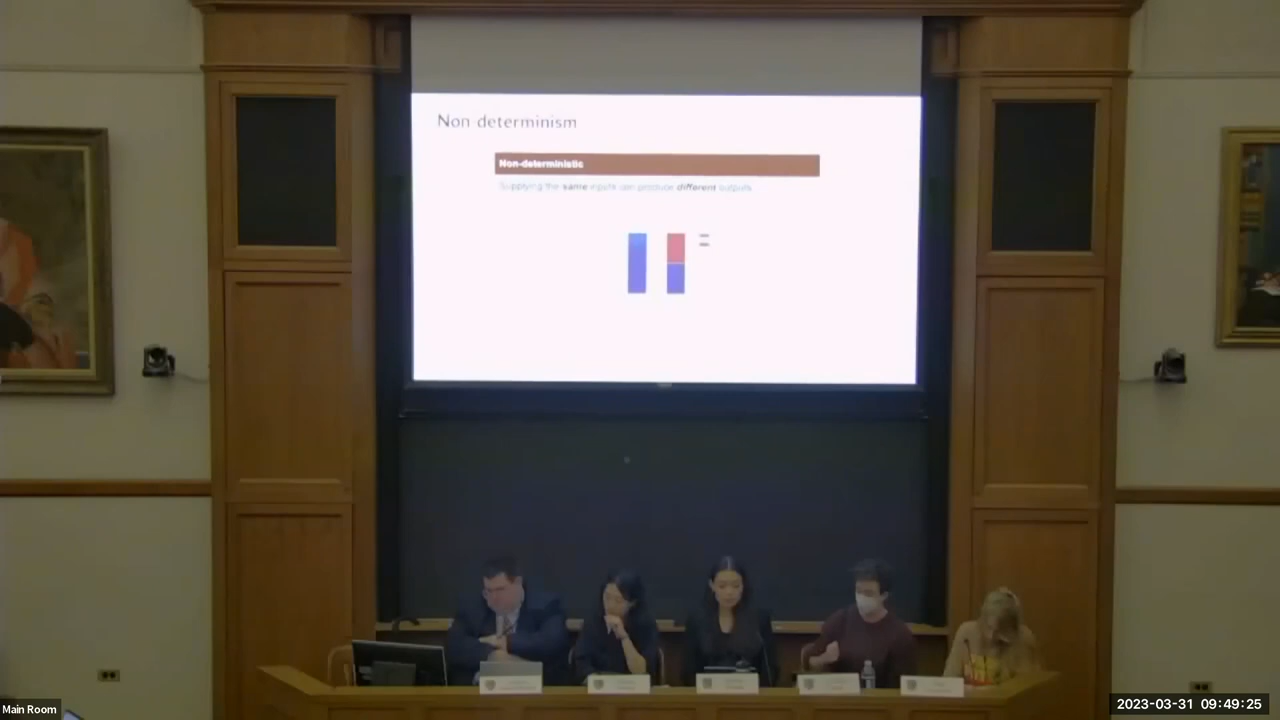 Non determinism
Non-deterministic
Supplying the same inputs can produce different outputs
Main Room
2023-03-31 09:49:25